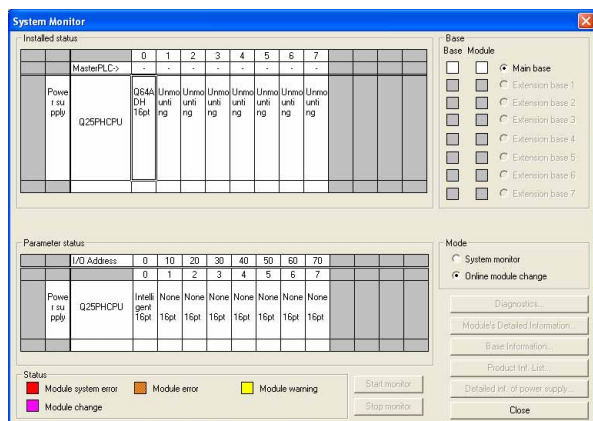 System Monitor
Installed status
0 1 2 3 4 5 6 7
MasterPLC-> - - - - - - - -
Powe Q64A Unmo Unmo Unmo Unmo Unmo Unmo Unmo
r su DH unti unti unti unti unti unti unti
pply Q25PHCPU 16pt ng ng ng ng ng ng ng
Base
Base Module
Main base
Extension base 1
Extension base 2
Extension base 3
Extension base 4
Extension base 5
Extension base 6
Extension base 7
Parameter status
I/O Address 0 10 20 30 40 50 60 70
0 1 2 3 4 5 6 7
Powe Intelli None None None None None None None
r su Q25PHCPU gent
pply 16pt 16pt 16pt 16pt 16pt 16pt 16pt 16pt
Mode
System monitor
Online module change
Diagnostics...
Module's Detailed Information...
Base Information...
Product Inf. List...
Detailed inf. of power supply...
Close
Status
Module system error Module error Module warning
Module change
Start monitor
Stop monitor